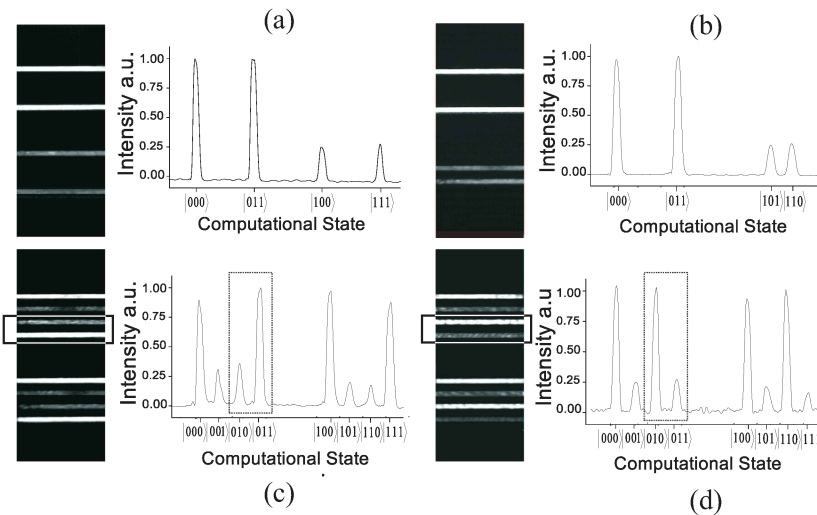 (a)
Intensity a.u.
1.00
0.75
0.50
0.25
0.00
|000⟩ |011⟩ |100⟩ |111⟩
Computational State
(b)
Intensity a.u.
1.00
0.75
0.50
0.25
0.00
|000⟩ |011⟩ |101⟩ |110⟩
Computational State
Intensity a.u.
1.00
0.75
0.50
0.25
0.00
|000⟩ |001⟩ |010⟩ |011⟩ |100⟩ |101⟩ |110⟩ |111⟩
Computational State
(c)
Intensity a.u
1.00
0.75
0.50
0.25
0.00
|000⟩ |001⟩ |010⟩ |011⟩ |100⟩ |101⟩ |110⟩ |11
Computational State
(d)